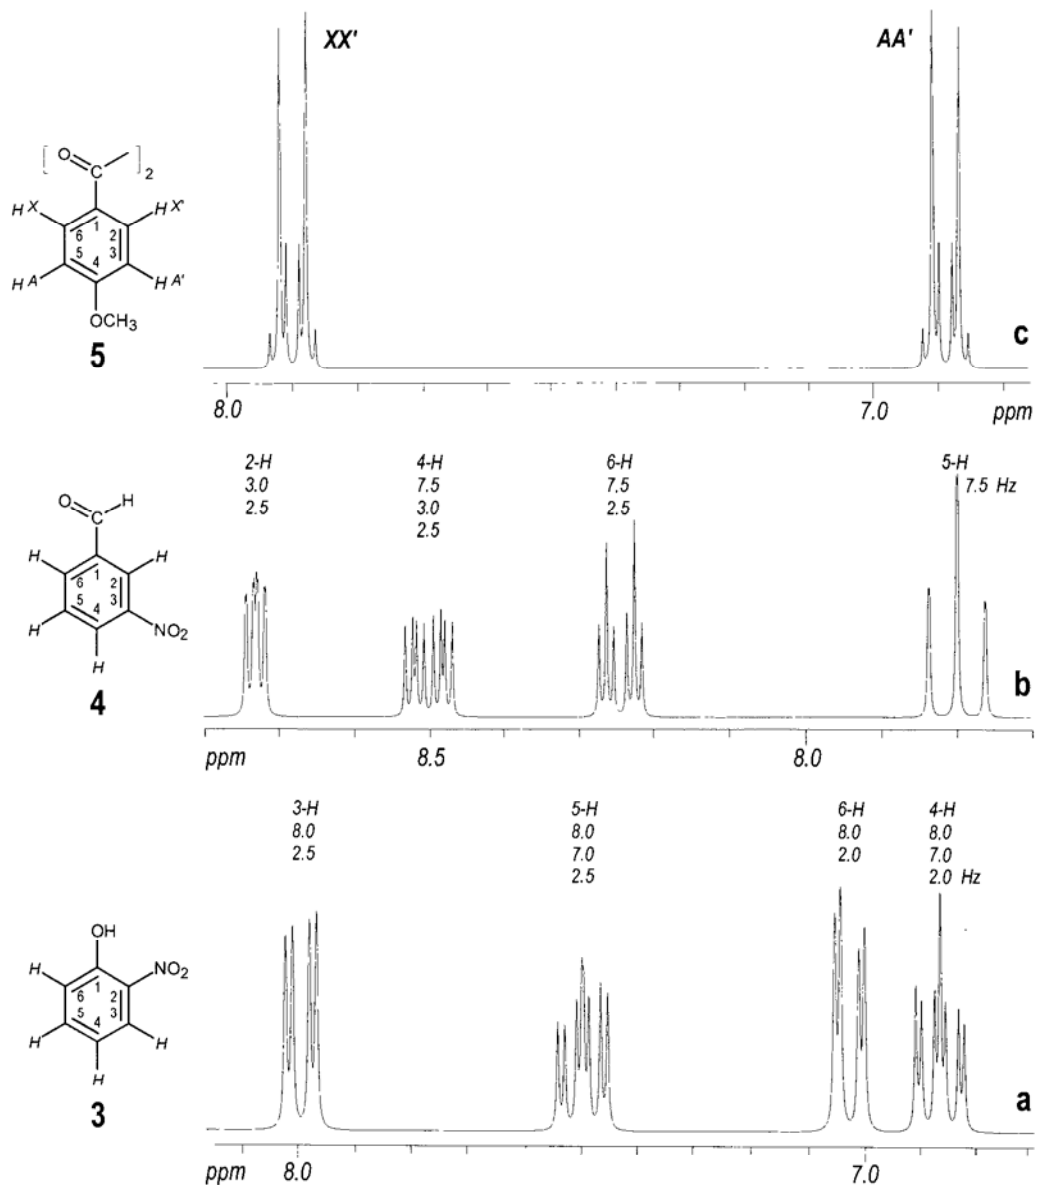 XX'
AA'
[ O
C ] 2
H X H X'
1
6 2
5 3
4
H A H A'
OCH3
5
c
8.0 7.0 ppm
2-H 4-H 6-H 5-H
3.0 7.5 7.5 7.5 Hz
2.5 3.0 2.5
2.5
O H
C
H H
1
6 2
5 3
4
H NO2
H
4
b
ppm 8.5 8.0
3-H 5-H 6-H 4-H
8.0 8.0 8.0 8.0
2.5 7.0 2.0 7.0
2.5 2.0 Hz
OH
H NO2
1
6 2
5 3
4
H H
H
3
a
ppm 8.0 7.0